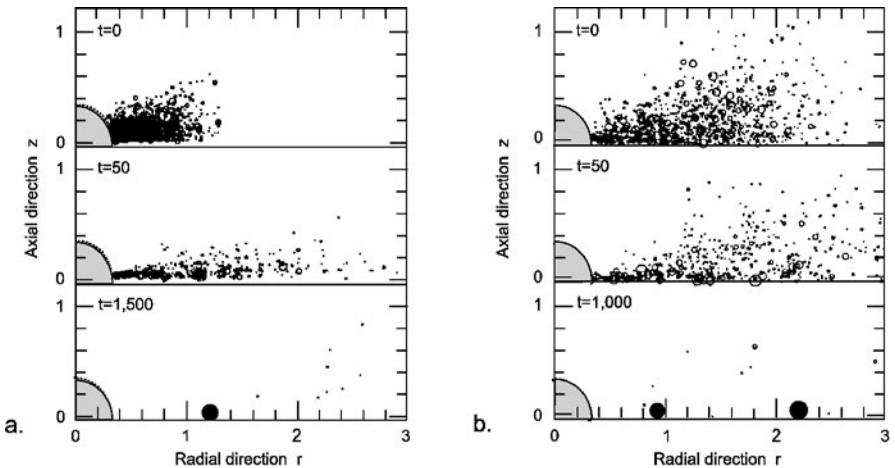 1
t=0
0
1
t=50
0
1
t=1,500
0
0 1 2 3
Axial direction z
Radial direction r
a.
1
t=0
0
1
t=50
0
1
t=1,000
0
0 1 2 3
Axial direction z
Radial direction r
b.